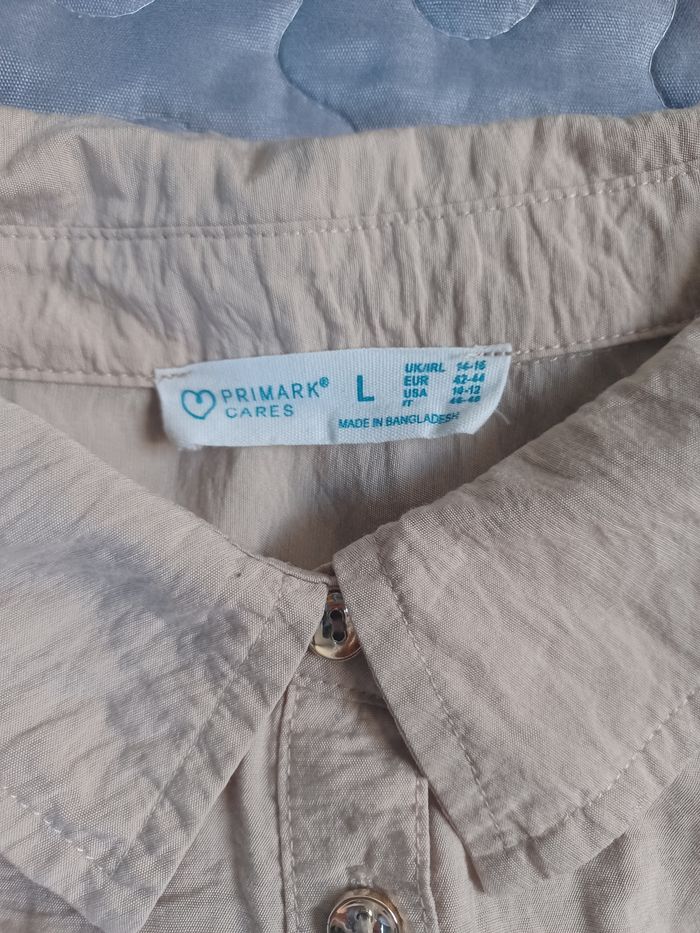 PRIMARK®
CARES
L
UK/IRL 14-16
EUR 42-44
USA 10-12
IT 46-48
MADE IN BANGLADESH